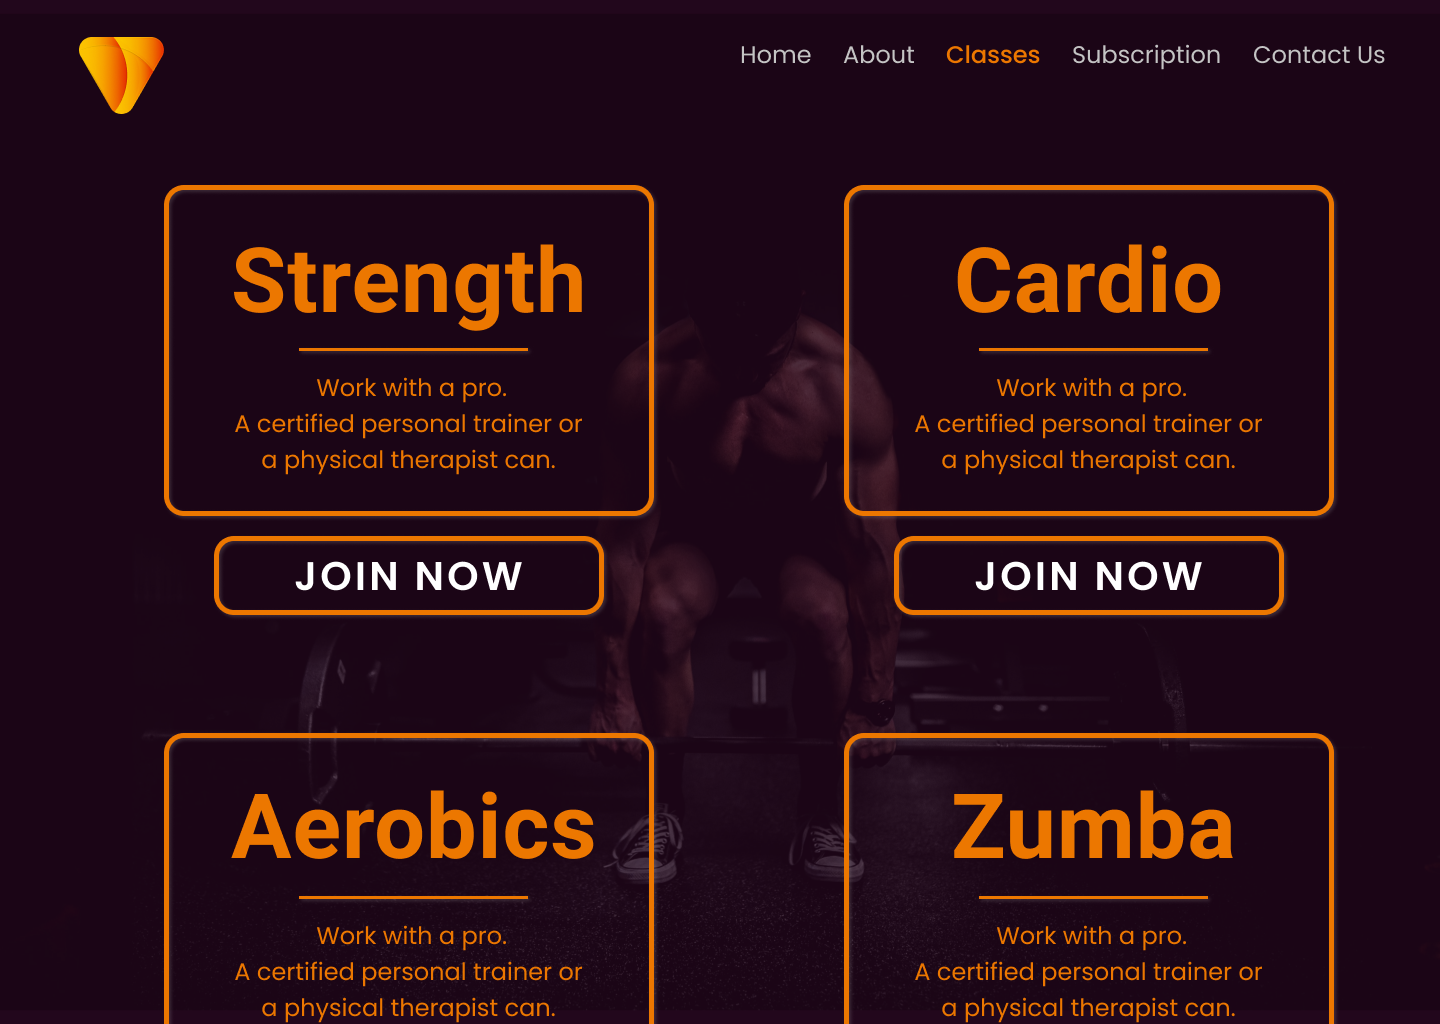 Home About Classes Subscription Contact Us
Strength
Work with a pro.
A certified personal trainer or
a physical therapist can.
JOIN NOW
Cardio
Work with a pro.
A certified personal trainer or
a physical therapist can.
JOIN NOW
Aerobics
Work with a pro.
A certified personal trainer or
a physical therapist can.
Zumba
Work with a pro.
A certified personal trainer or
a physical therapist can.